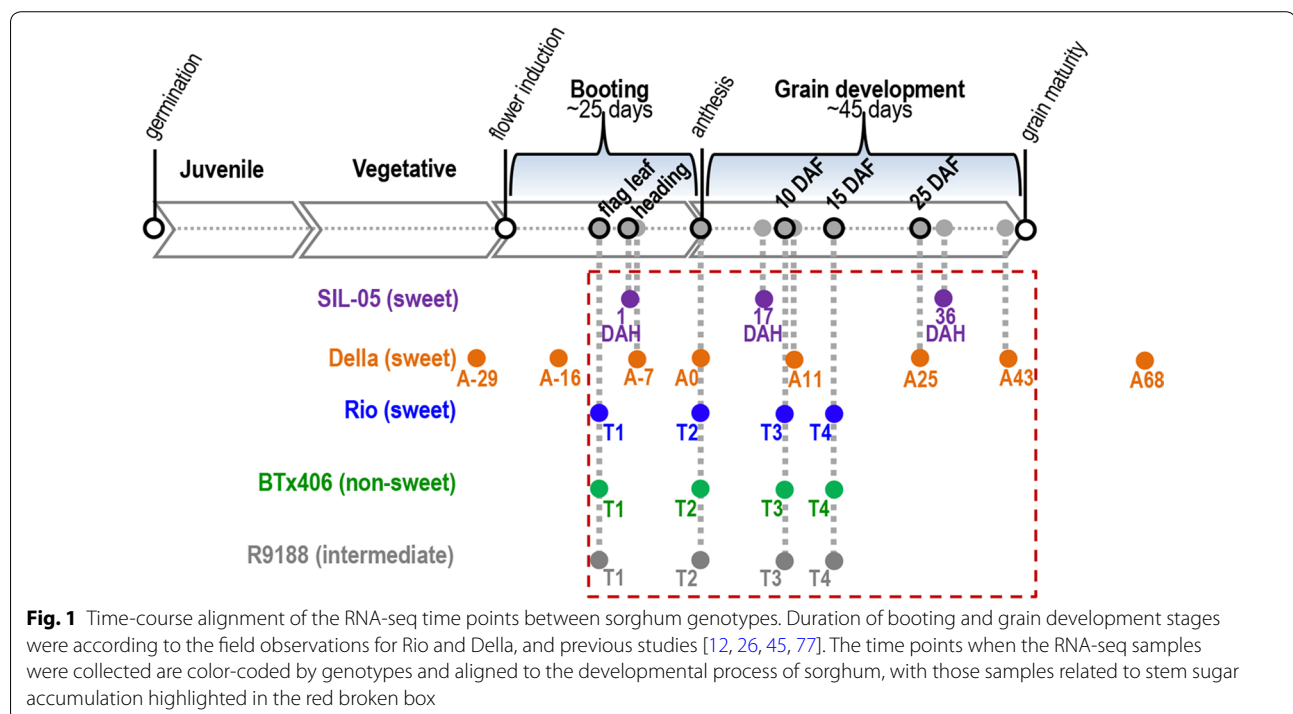 germination
flower induction
anthesis
grain maturity
Booting
~25 days
Grain development
~45 days
Juvenile
Vegetative
flag leaf
heading
10 DAF
15 DAF
25 DAF
SIL-05 (sweet)
1
DAH
17
DAH
36
DAH
Della (sweet)
A-29
A-16
A-7
A0
A11
A25
A43
A68
Rio (sweet)
T1
T2
T3
T4
BTx406 (non-sweet)
T1
T2
T3
T4
R9188 (intermediate)
T1
T2
T3
T4
Fig. 1 Time-course alignment of the RNA-seq time points between sorghum genotypes. Duration of booting and grain development stages
were according to the field observations for Rio and Della, and previous studies [12, 26, 45, 77]. The time points when the RNA-seq samples
were collected are color-coded by genotypes and aligned to the developmental process of sorghum, with those samples related to stem sugar
accumulation highlighted in the red broken box